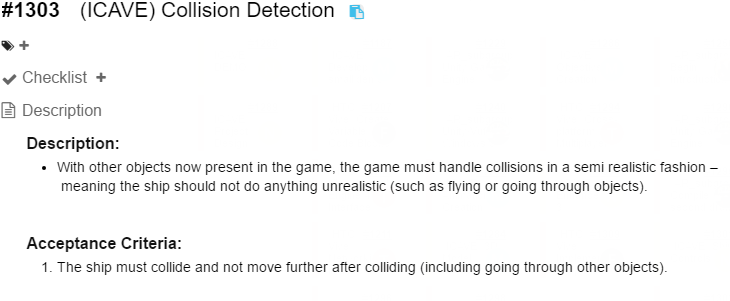 #1303 (ICAVE) Collision Detection
Checklist +
Description
Description:
• With other objects now present in the game, the game must handle collisions in a semi realistic fashion –
meaning the ship should not do anything unrealistic (such as flying or going through objects).
Acceptance Criteria:
1. The ship must collide and not move further after colliding (including going through other objects).